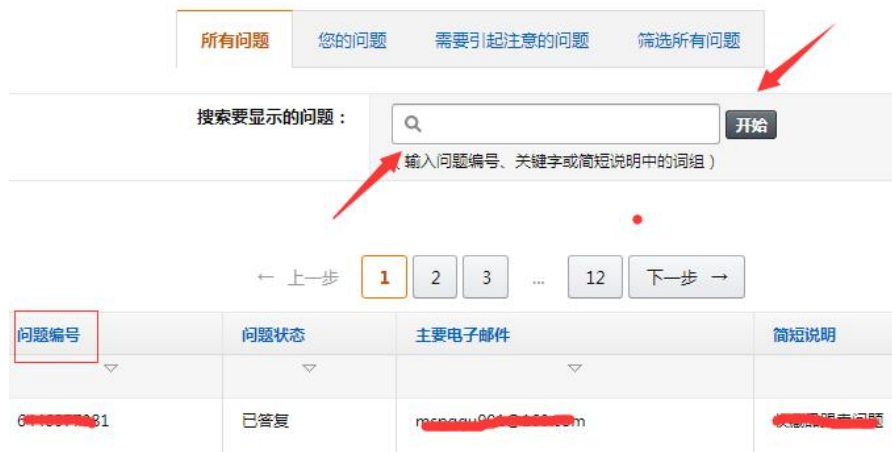 所有问题 您的问题 需要引起注意的问题 筛选所有问题
搜索要显示的问题： 开始
（输入问题编号、关键字或简短说明中的词组）
← 上一步 1 2 3 ... 12 下一步 →
问题编号 问题状态 主要电子邮件 简短说明
已答复